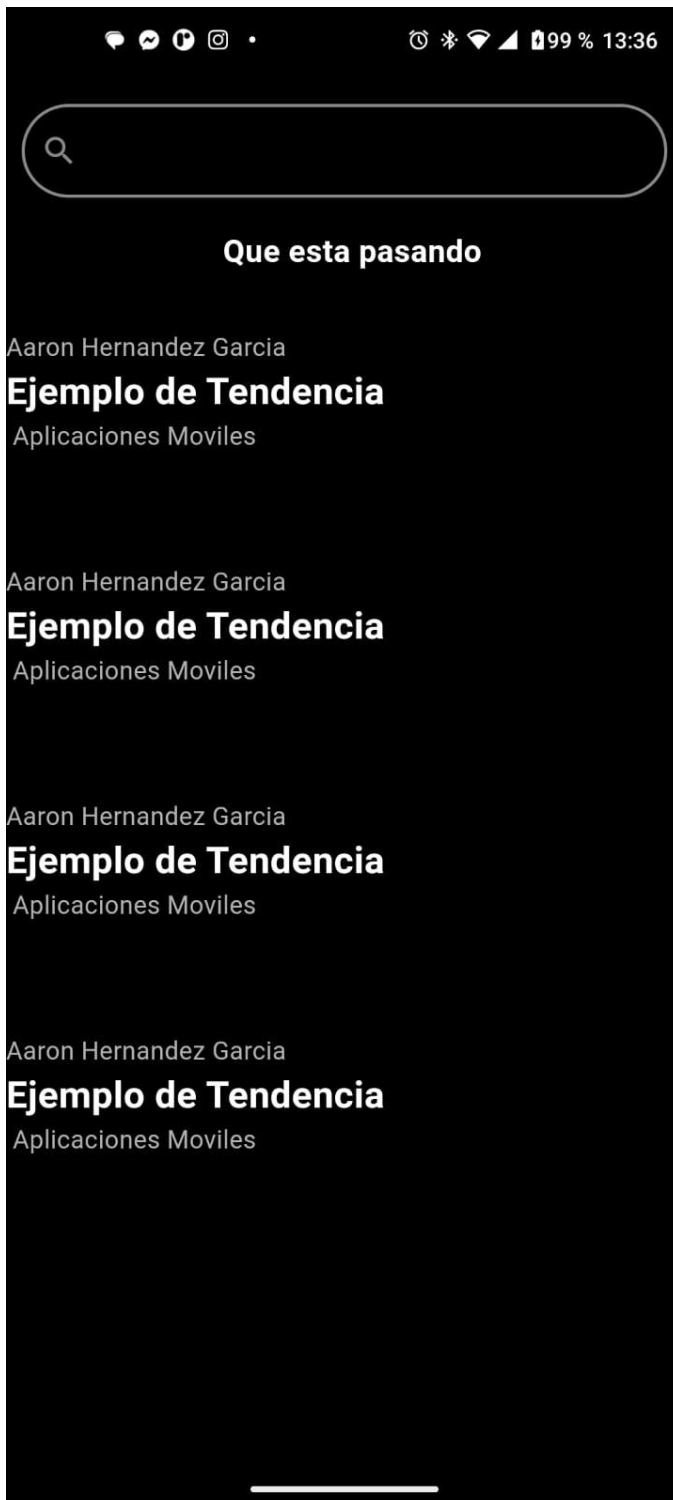 99 % 13:36
Que esta pasando
Aaron Hernandez Garcia
Ejemplo de Tendencia
Aplicaciones Moviles
Aaron Hernandez Garcia
Ejemplo de Tendencia
Aplicaciones Moviles
Aaron Hernandez Garcia
Ejemplo de Tendencia
Aplicaciones Moviles
Aaron Hernandez Garcia
Ejemplo de Tendencia
Aplicaciones Moviles